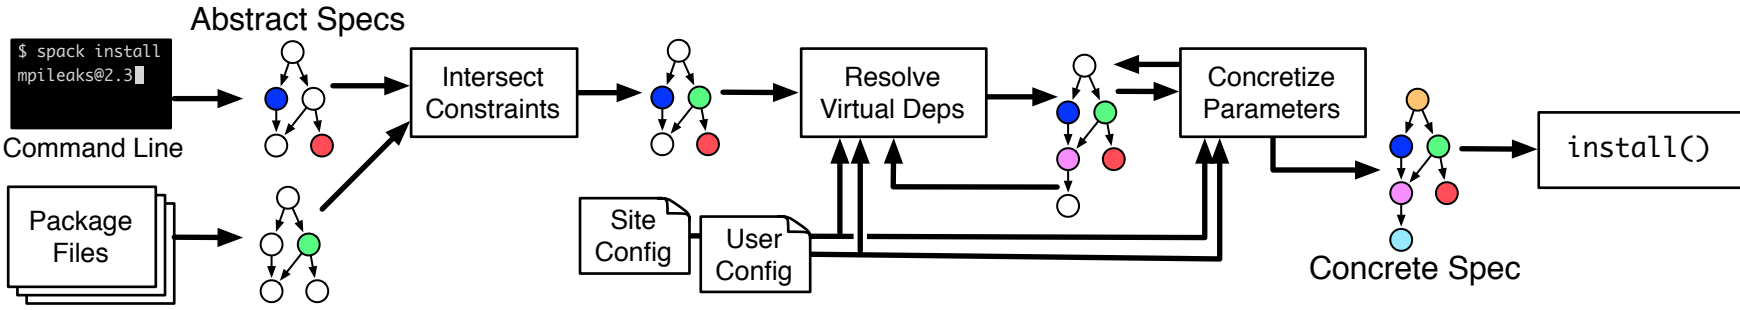 Abstract Specs
$ spack install
mpileaks@2.3
Command Line
Package
Files
Intersect
Constraints
Resolve
Virtual Deps
Site
Config
User
Config
Concretize
Parameters
Concrete Spec
install()